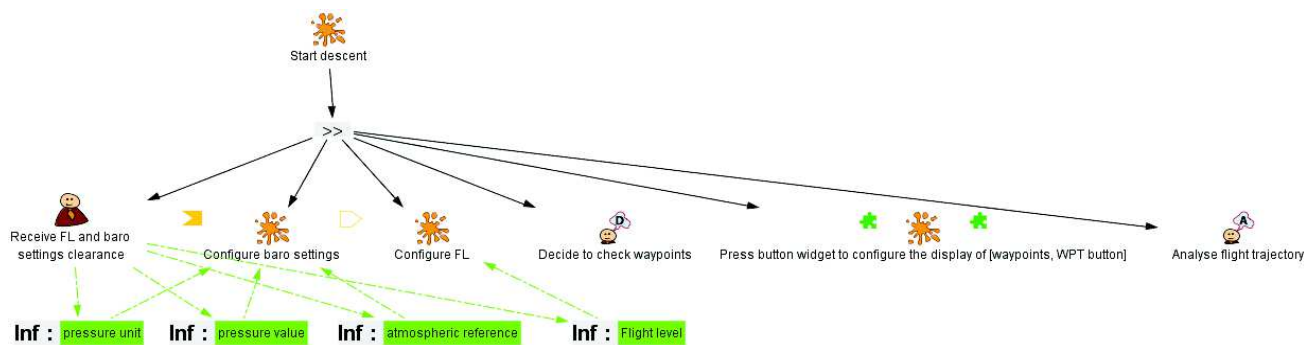 Start descent
>>
Receive FL and baro
settings clearance
Configure baro settings
Configure FL
D
Decide to check waypoints
Press button widget to configure the display of [waypoints, WPT button]
A
Analyse flight trajectory
Inf : pressure unit
Inf : pressure value
Inf : atmospheric reference
Inf : Flight level